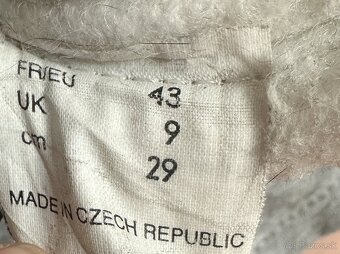 FR/EU 43
UK 9
cm 29
MADE IN CZECH REPUBLIC